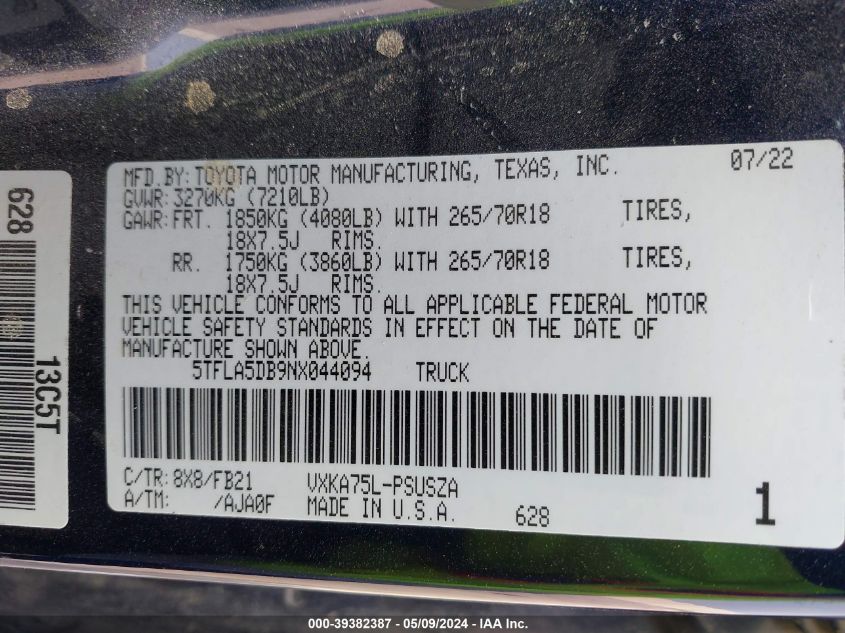 MFD. BY: TOYOTA MOTOR MANUFACTURING, TEXAS, INC. 07/22
GVWR: 3270KG (7210LB)
GAWR: FRT. 1850KG (4080LB) WITH 265/70R18 TIRES,
18X7.5J RIMS.
RR. 1750KG (3860LB) WITH 265/70R18 TIRES,
18X7.5J RIMS.
THIS VEHICLE CONFORMS TO ALL APPLICABLE FEDERAL MOTOR
VEHICLE SAFETY STANDARDS IN EFFECT ON THE DATE OF
MANUFACTURE SHOWN ABOVE.
5TFLA5DB9NX044094 TRUCK
C/TR: 8X8/FB21 VXKA75L-PSUSZA
A/TM: /AJA0F MADE IN U.S.A. 628 1
628
13C5T
000-39382387 - 05/09/2024 - IAA Inc.